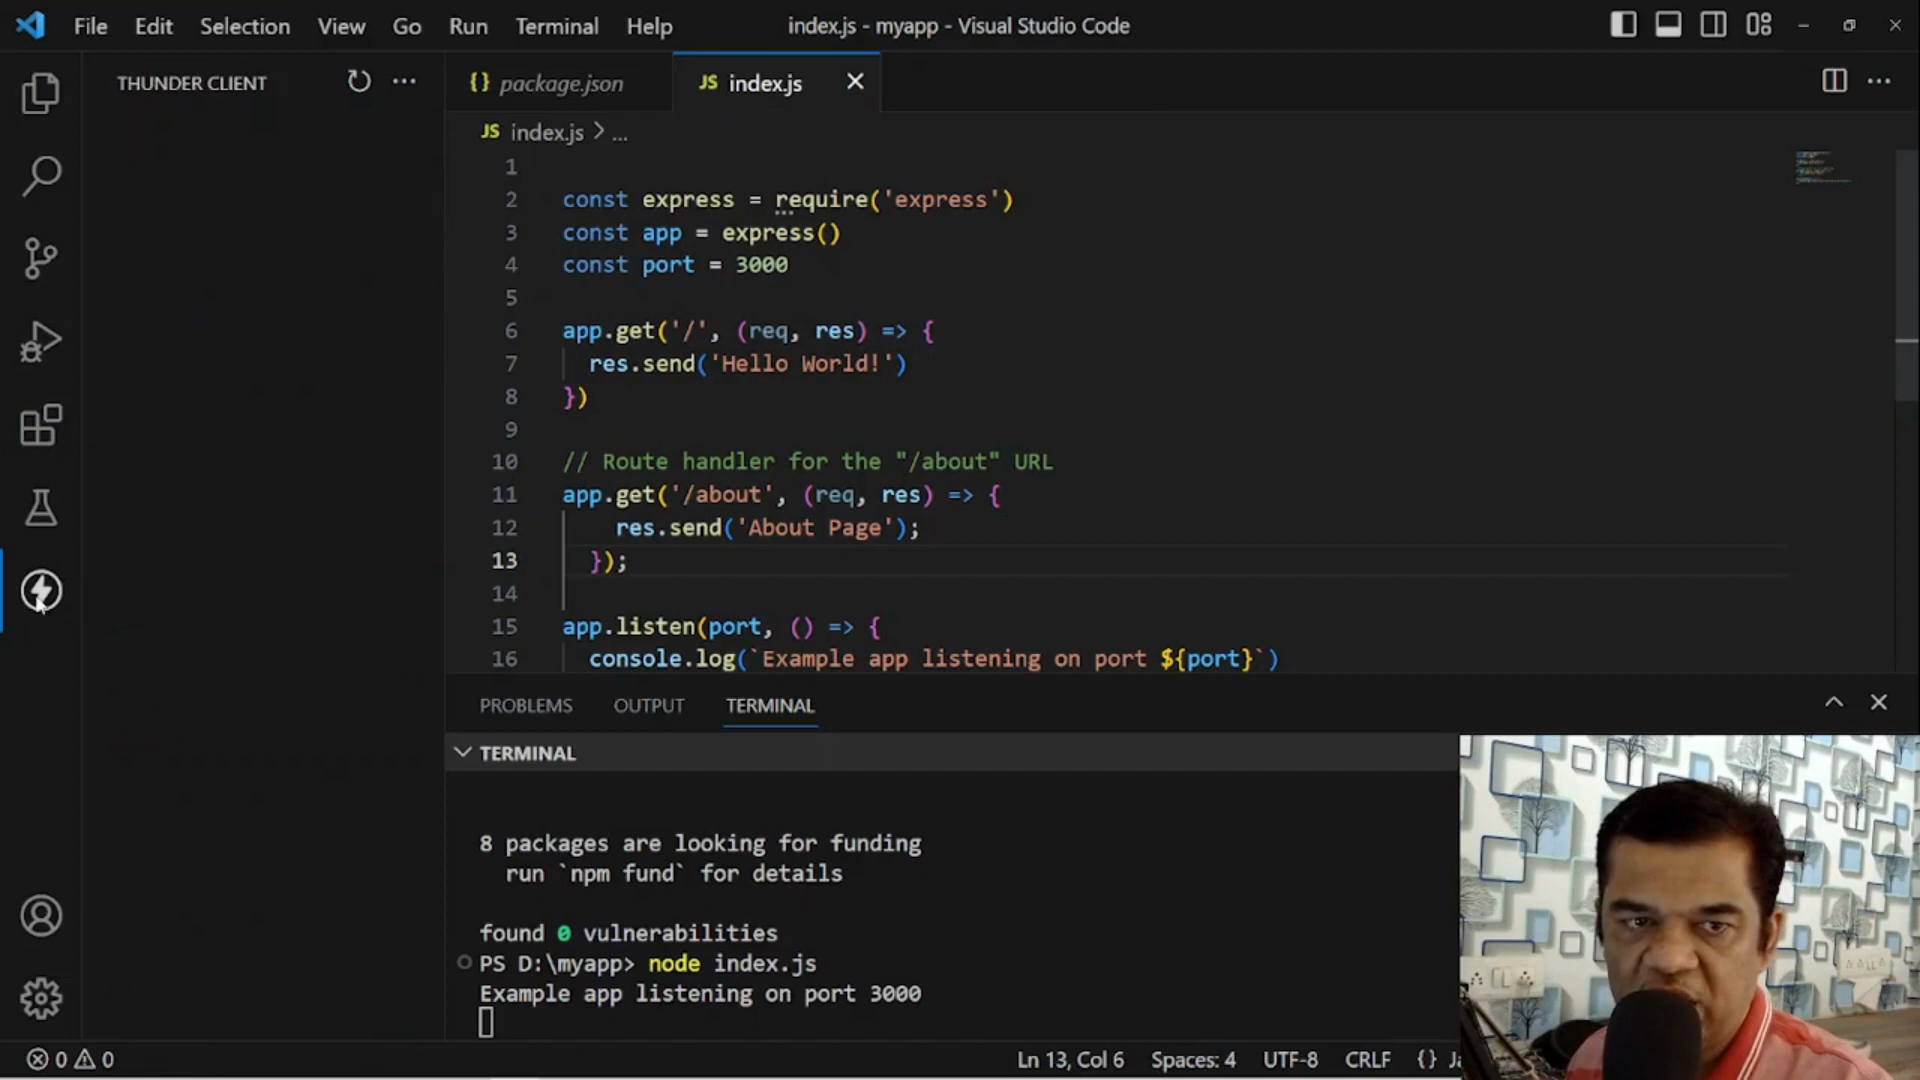 File Edit Selection View Go Run Terminal Help
index.js - myapp - Visual Studio Code
THUNDER CLIENT
{} package.json
JS index.js
JS index.js > ...
1
2 const express = require('express')
3 const app = express()
4 const port = 3000
5
6 app.get('/', (req, res) => {
7 res.send('Hello World!')
8 })
9
10 // Route handler for the "/about" URL
11 app.get('/about', (req, res) => {
12 res.send('About Page');
13 });
14
15 app.listen(port, () => {
16 console.log(`Example app listening on port ${port}`)
PROBLEMS OUTPUT TERMINAL
TERMINAL
8 packages are looking for funding
run `npm fund` for details
found 0 vulnerabilities
PS D:\myapp> node index.js
Example app listening on port 3000
0 0
Ln 13, Col 6 Spaces: 4 UTF-8 CRLF {}